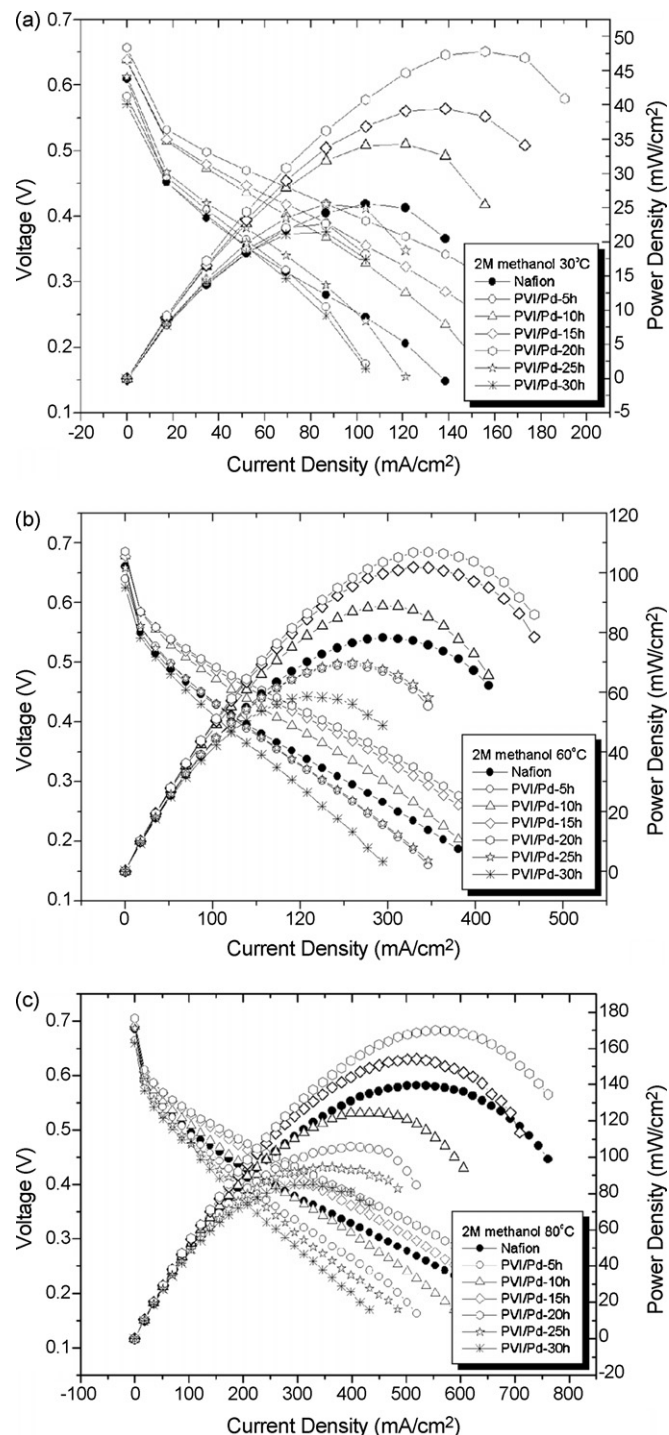 (a)
0.7
0.6
0.5
0.4
0.3
0.2
0.1
Voltage (V)
50
45
40
35
30
25
20
15
10
5
0
-5
Power Density (mW/cm2)
2M methanol 30°C
Nafion
PVI/Pd-5h
PVI/Pd-10h
PVI/Pd-15h
PVI/Pd-20h
PVI/Pd-25h
PVI/Pd-30h
-20 0 20 40 60 80 100 120 140 160 180 200
Current Density (mA/cm2)
(b)
0.7
0.6
0.5
0.4
0.3
0.2
0.1
Voltage (V)
120
100
80
60
40
20
0
Power Density (mW/cm2)
2M methanol 60°C
Nafion
PVI/Pd-5h
PVI/Pd-10h
PVI/Pd-15h
PVI/Pd-20h
PVI/Pd-25h
PVI/Pd-30h
0 100 120 300 400 500
Current Density (mA/cm2)
(c)
0.7
0.6
0.5
0.4
0.3
0.2
0.1
Voltage (V)
180
160
140
120
100
80
60
40
20
0
-20
Power Density (mW/cm2)
2M methanol 80°C
Nafion
PVI/Pd-5h
PVI/Pd-10h
PVI/Pd-15h
PVI/Pd-20h
PVI/Pd-25h
PVI/Pd-30h
-100 0 100 200 300 400 500 600 700 800
Current Density (mA/cm2)